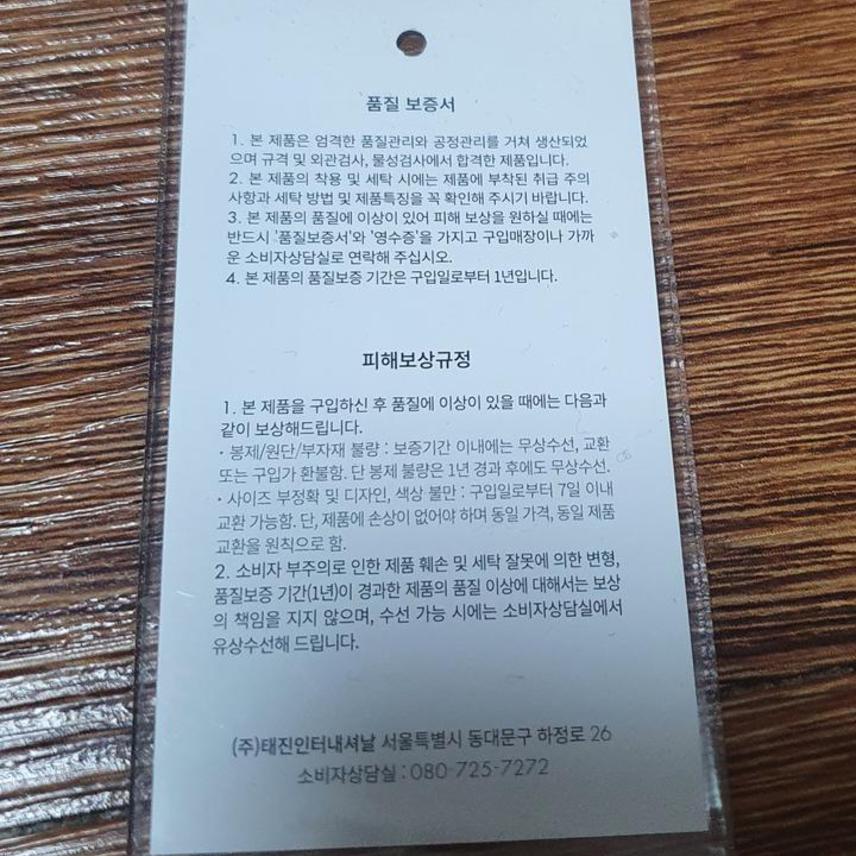 품질 보증서
1. 본 제품은 엄격한 품질관리와 공정관리를 거쳐 생산되었
으며 규격 및 외관검사, 물성검사에서 합격한 제품입니다.
2. 본 제품의 착용 및 세탁 시에는 제품에 부착된 취급 주의
사항과 세탁 방법 및 제품특징을 꼭 확인해 주시기 바랍니다.
3. 본 제품의 품질에 이상이 있어 피해 보상을 원하실 때에는
반드시 '품질보증서'와 '영수증'을 가지고 구입매장이나 가까
운 소비자상담실로 연락해 주십시오.
4. 본 제품의 품질보증 기간은 구입일로부터 1년입니다.
피해보상규정
1. 본 제품을 구입하신 후 품질에 이상이 있을 때에는 다음과
같이 보상해드립니다.
· 봉제/원단/부자재 불량 : 보증기간 이내에는 무상수선, 교환
또는 구입가 환불함. 단 봉제 불량은 1년 경과 후에도 무상수선.
· 사이즈 부정확 및 디자인, 색상 불만 : 구입일로부터 7일 이내
교환 가능함. 단, 제품에 손상이 없어야 하며 동일 가격, 동일 제품
교환을 원칙으로 함.
2. 소비자 부주의로 인한 제품 훼손 및 세탁 잘못에 의한 변형,
품질보증 기간(1년)이 경과한 제품의 품질 이상에 대해서는 보상
의 책임을 지지 않으며, 수선 가능 시에는 소비자상담실에서
유상수선해 드립니다.
(주)태진인터내셔날 서울특별시 동대문구 하정로 26
소비자상담실 : 080-725-7272